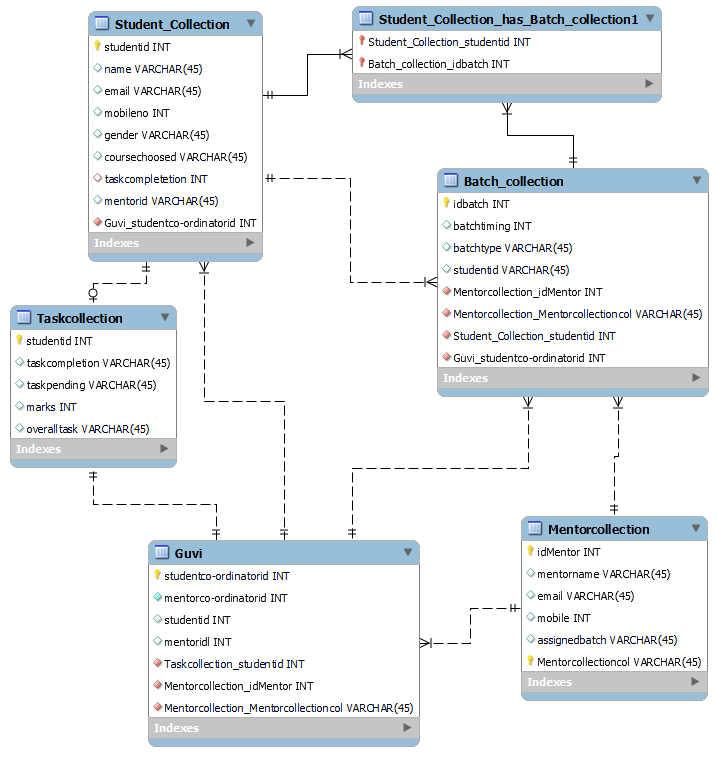 Student_Collection
studentid INT
name VARCHAR(45)
email VARCHAR(45)
mobileno INT
gender VARCHAR(45)
coursechoosed VARCHAR(45)
taskcompletetion INT
mentorid VARCHAR(45)
Guvi_studentco-ordinatorid INT
Indexes
Student_Collection_has_Batch_collection1
Student_Collection_studentid INT
Batch_collection_idbatch INT
Indexes
Batch_collection
idbatch INT
batchtiming INT
batchtype VARCHAR(45)
studentid VARCHAR(45)
Mentorcollection_idMentor INT
Mentorcollection_Mentorcollectioncol VARCHAR(45)
Student_Collection_studentid INT
Guvi_studentco-ordinatorid INT
Indexes
Taskcollection
studentid INT
taskcompletion VARCHAR(45)
taskpending VARCHAR(45)
marks INT
overalltask VARCHAR(45)
Indexes
Guvi
studentco-ordinatorid INT
mentorco-ordinatorid INT
studentid INT
mentoridl INT
Taskcollection_studentid INT
Mentorcollection_idMentor INT
Mentorcollection_Mentorcollectioncol VARCHAR(45)
Indexes
Mentorcollection
idMentor INT
mentorname VARCHAR(45)
email VARCHAR(45)
mobile INT
assignedbatch VARCHAR(45)
Mentorcollectioncol VARCHAR(45)
Indexes